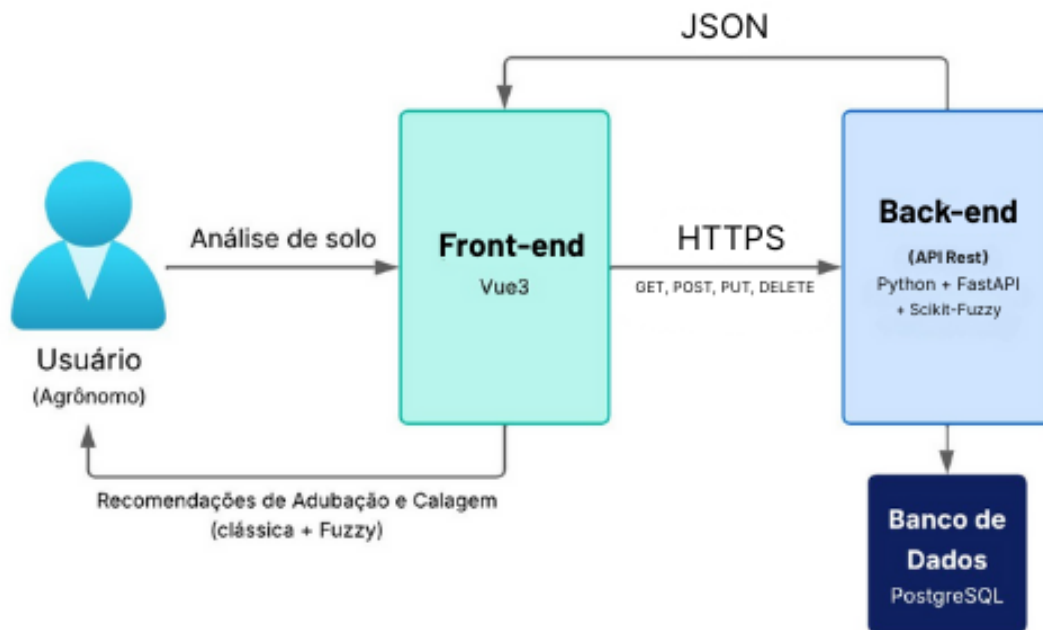 JSON
Análise de solo
Front-end
Vue3
HTTPS
GET, POST, PUT, DELETE
Back-end
(API Rest)
Python + FastAPI
+ Scikit-Fuzzy
Usuário
(Agrônomo)
Recomendações de Adubação e Calagem
(clássica + Fuzzy)
Banco de
Dados
PostgreSQL